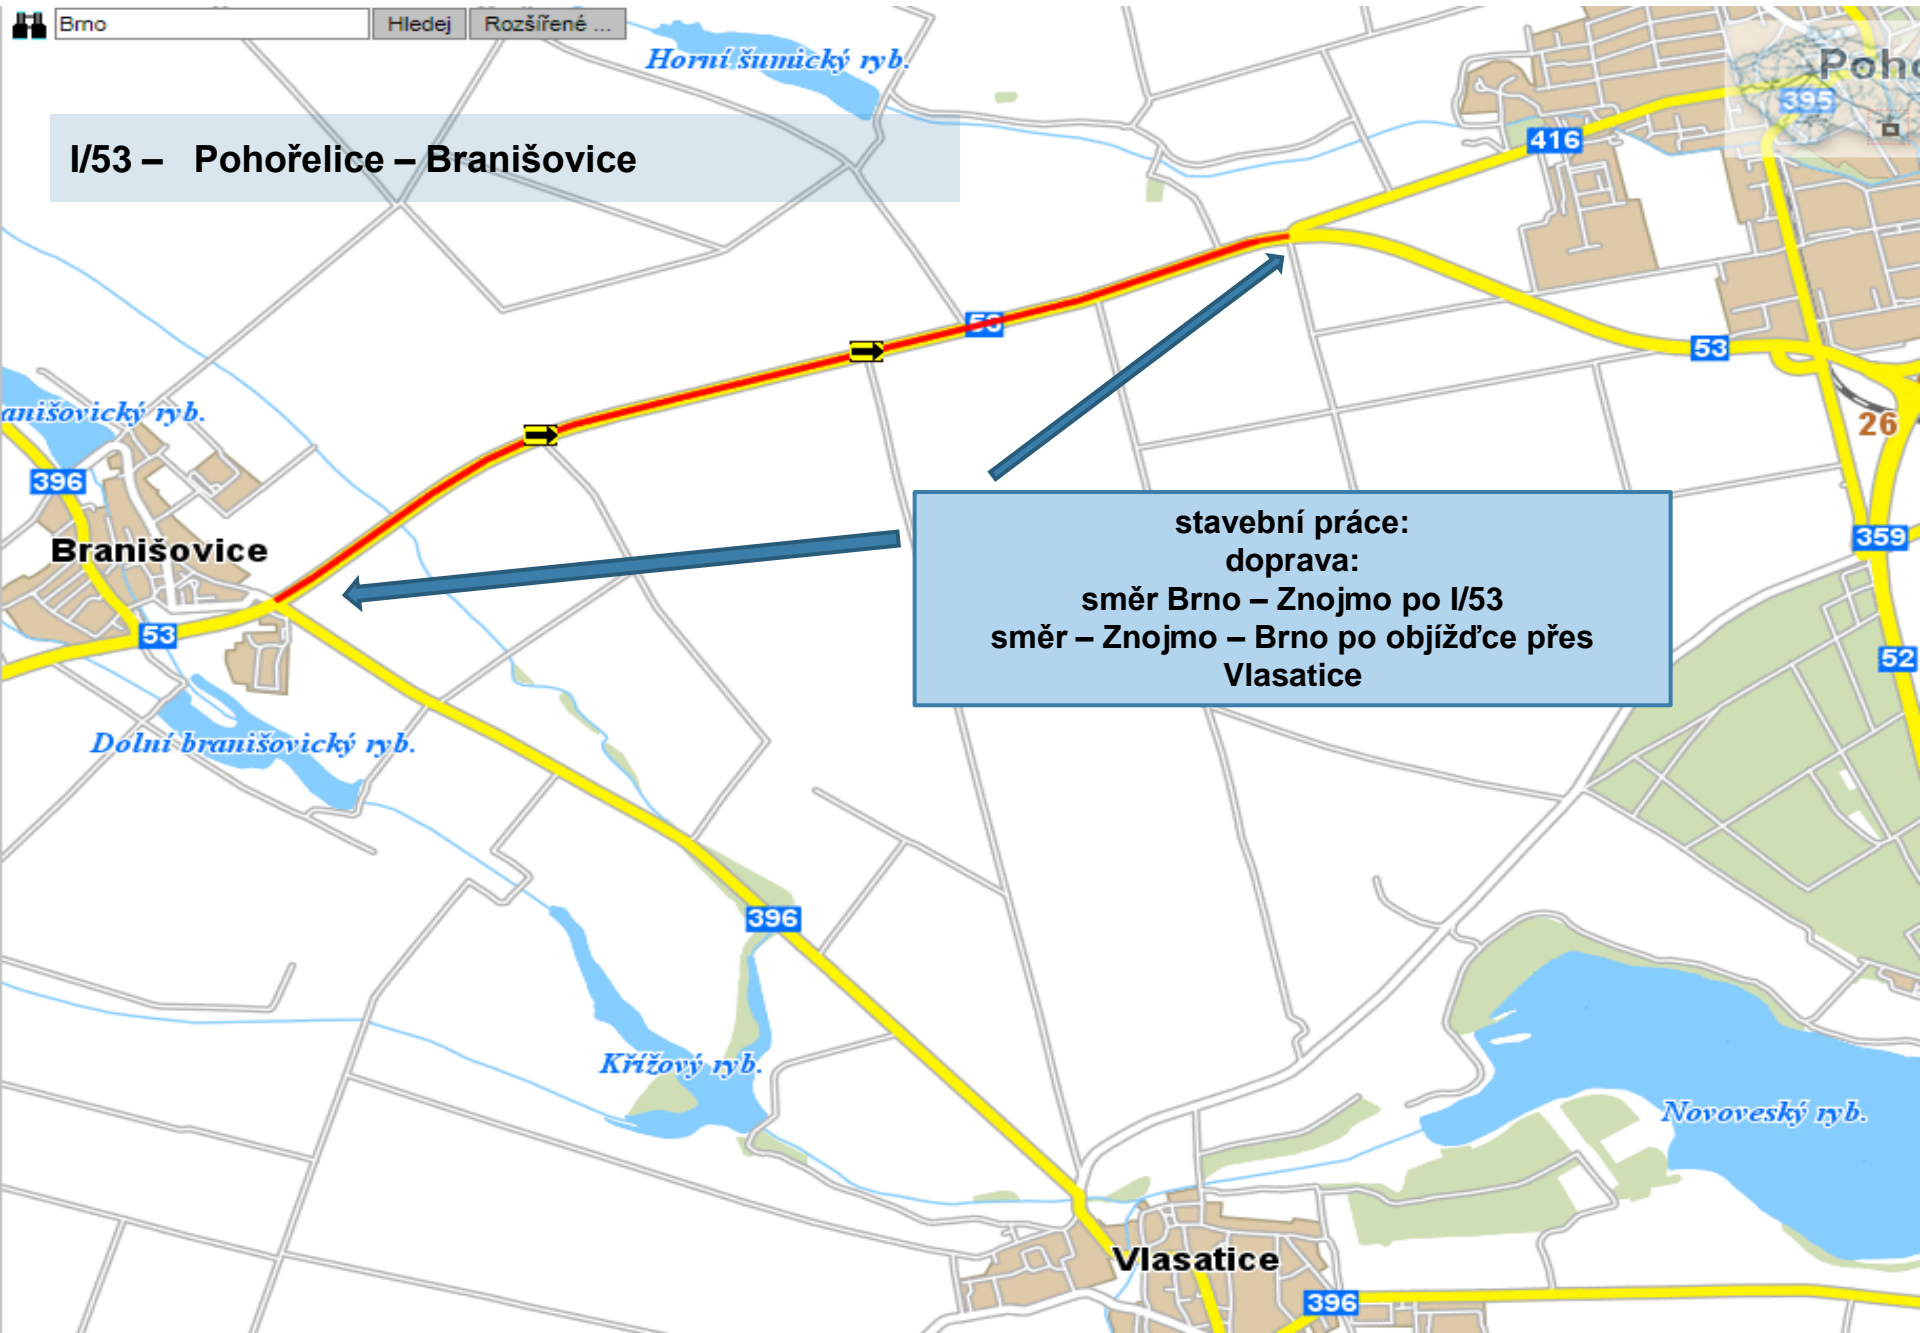 Brno
Hledej
Rozšířené ...
Horní šumický ryb.
395
416
I/53 – Pohořelice – Branišovice
53
53
26
396
Branišovice
53
stavební práce:
doprava:
směr Brno – Znojmo po I/53
směr – Znojmo – Brno po objížďce přes
Vlasatice
359
52
Dolní branišovický ryb.
396
Křížový ryb.
Novoveský ryb.
Vlasatice
396